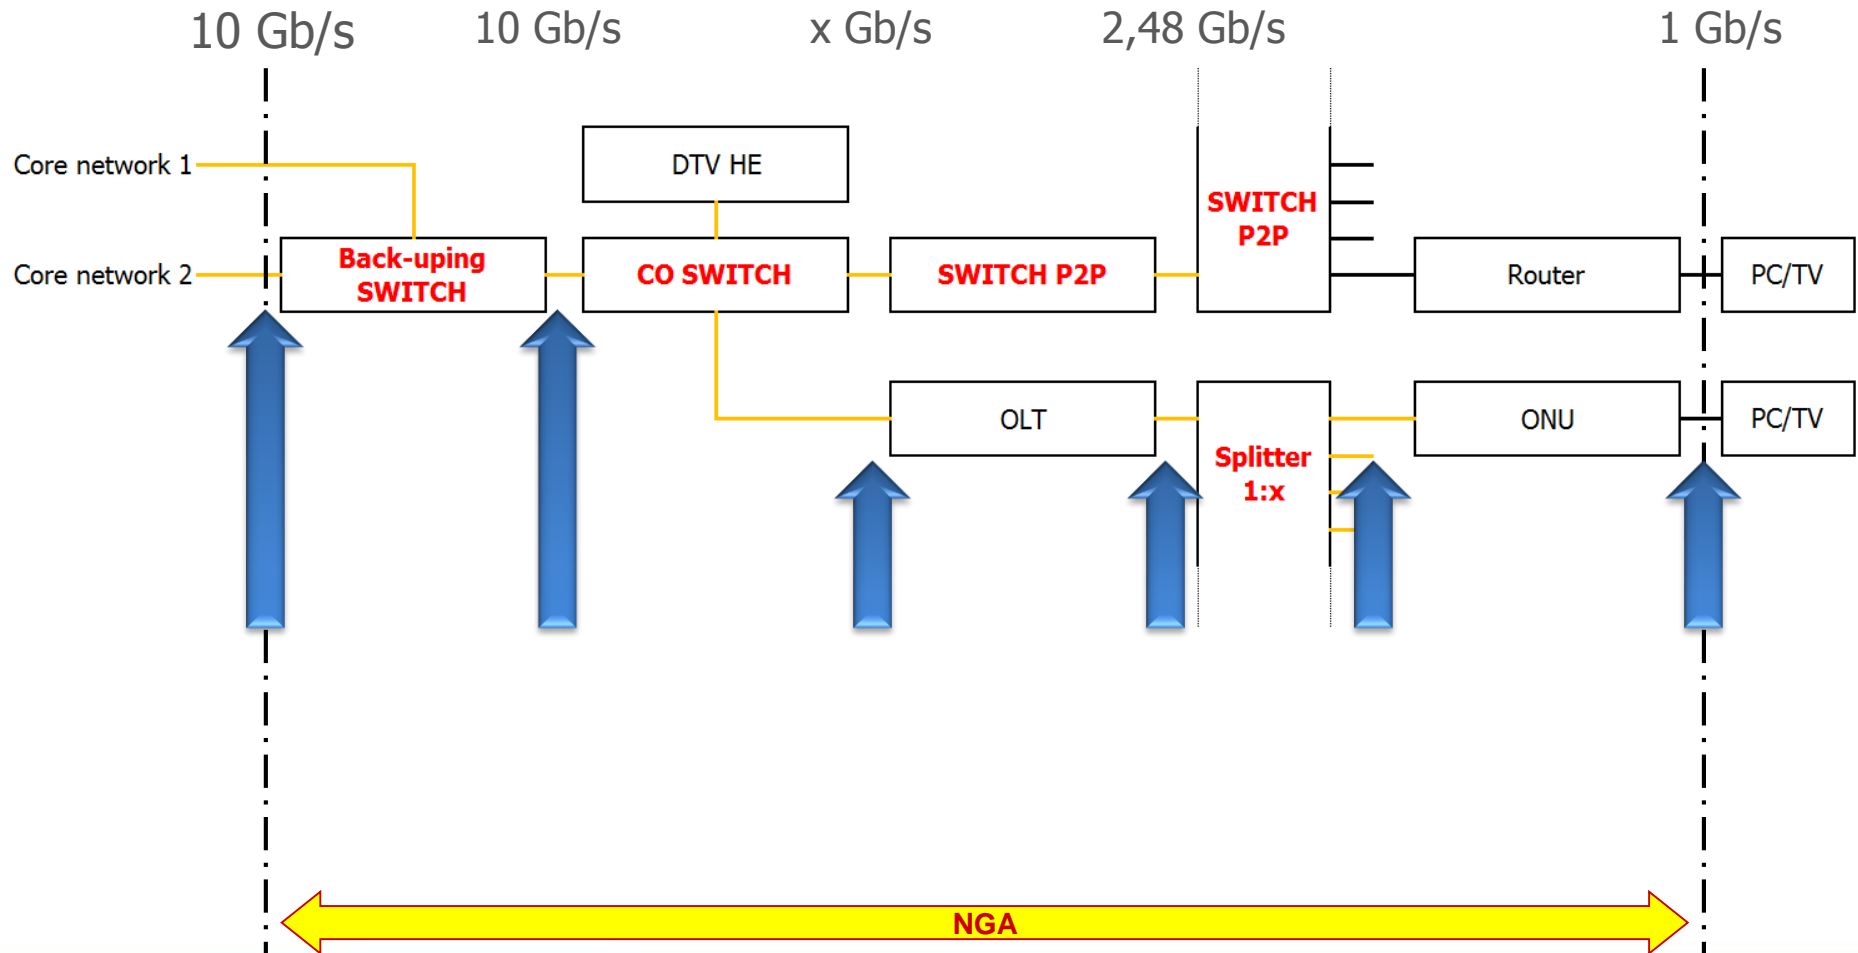 10 Gb/s
10 Gb/s
x Gb/s
2,48 Gb/s
1 Gb/s
Core network 1
DTV HE
SWITCH
P2P
Core network 2
Back-uping
SWITCH
CO SWITCH
SWITCH P2P
Router
PC/TV
OLT
Splitter
1:x
ONU
PC/TV
NGA